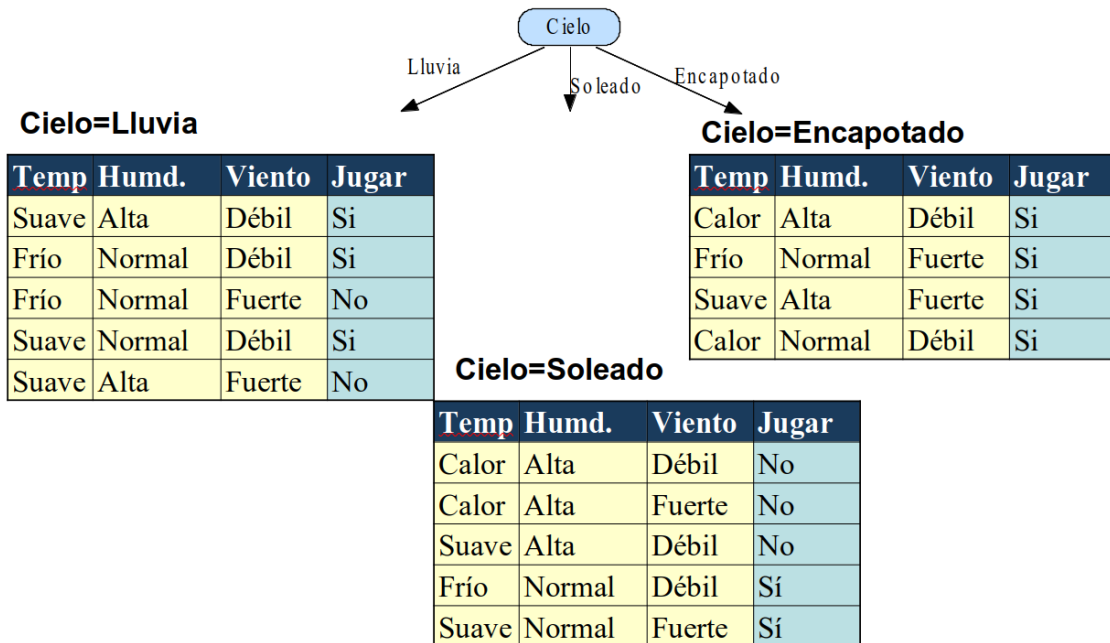 Cielo
Lluvia
Soleado
Encapotado
Cielo=Lluvia
Temp Humd. Viento Jugar
Suave Alta Débil Si
Frío Normal Débil Si
Frío Normal Fuerte No
Suave Normal Débil Si
Suave Alta Fuerte No
Cielo=Encapotado
Temp Humd. Viento Jugar
Calor Alta Débil Si
Frío Normal Fuerte Si
Suave Alta Fuerte Si
Calor Normal Débil Si
Cielo=Soleado
Temp Humd. Viento Jugar
Calor Alta Débil No
Calor Alta Fuerte No
Suave Alta Débil No
Frío Normal Débil Sí
Suave Normal Fuerte Sí